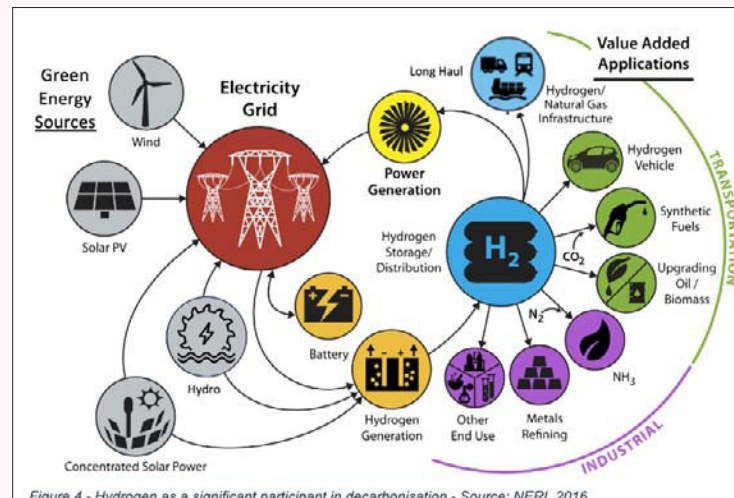 Green
Energy
Sources
Wind
Solar PV
Hydro
Concentrated Solar Power
Electricity
Grid
Battery
Power
Generation
Hydrogen
Generation
Hydrogen
Storage/
Distribution
H2
Long Haul
Value Added
Applications
Hydrogen/
Natural Gas
Infrastructure
Hydrogen
Vehicle
CO2
Synthetic
Fuels
Upgrading
Oil /
Biomass
N2
NH3
Metals
Refining
Other
End Use
TRANSPORTATION
INDUSTRIAL
Figure 4 - Hydrogen as a significant participant in decarbonisation - Source: NERL 2016